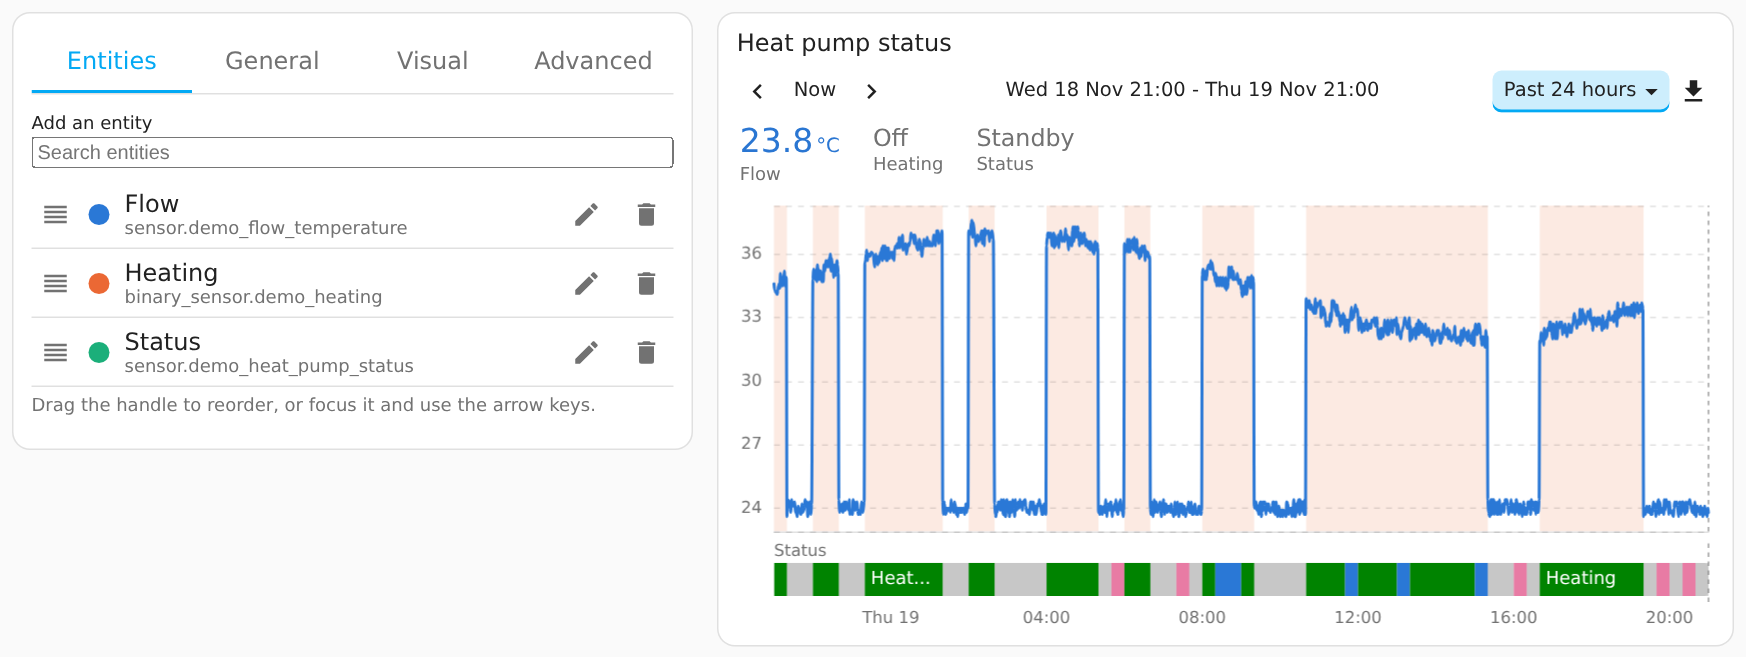 Entities
General
Visual
Advanced
Add an entity
Search entities
Flow
sensor.demo_flow_temperature
Heating
binary_sensor.demo_heating
Status
sensor.demo_heat_pump_status
Drag the handle to reorder, or focus it and use the arrow keys.
Heat pump status
Now
Wed 18 Nov 21:00 - Thu 19 Nov 21:00
Past 24 hours
23.8 °C
Flow
Off
Heating
Standby
Status
36
33
30
27
24
Status
Heat...
Heating
Thu 19
04:00
08:00
12:00
16:00
20:00